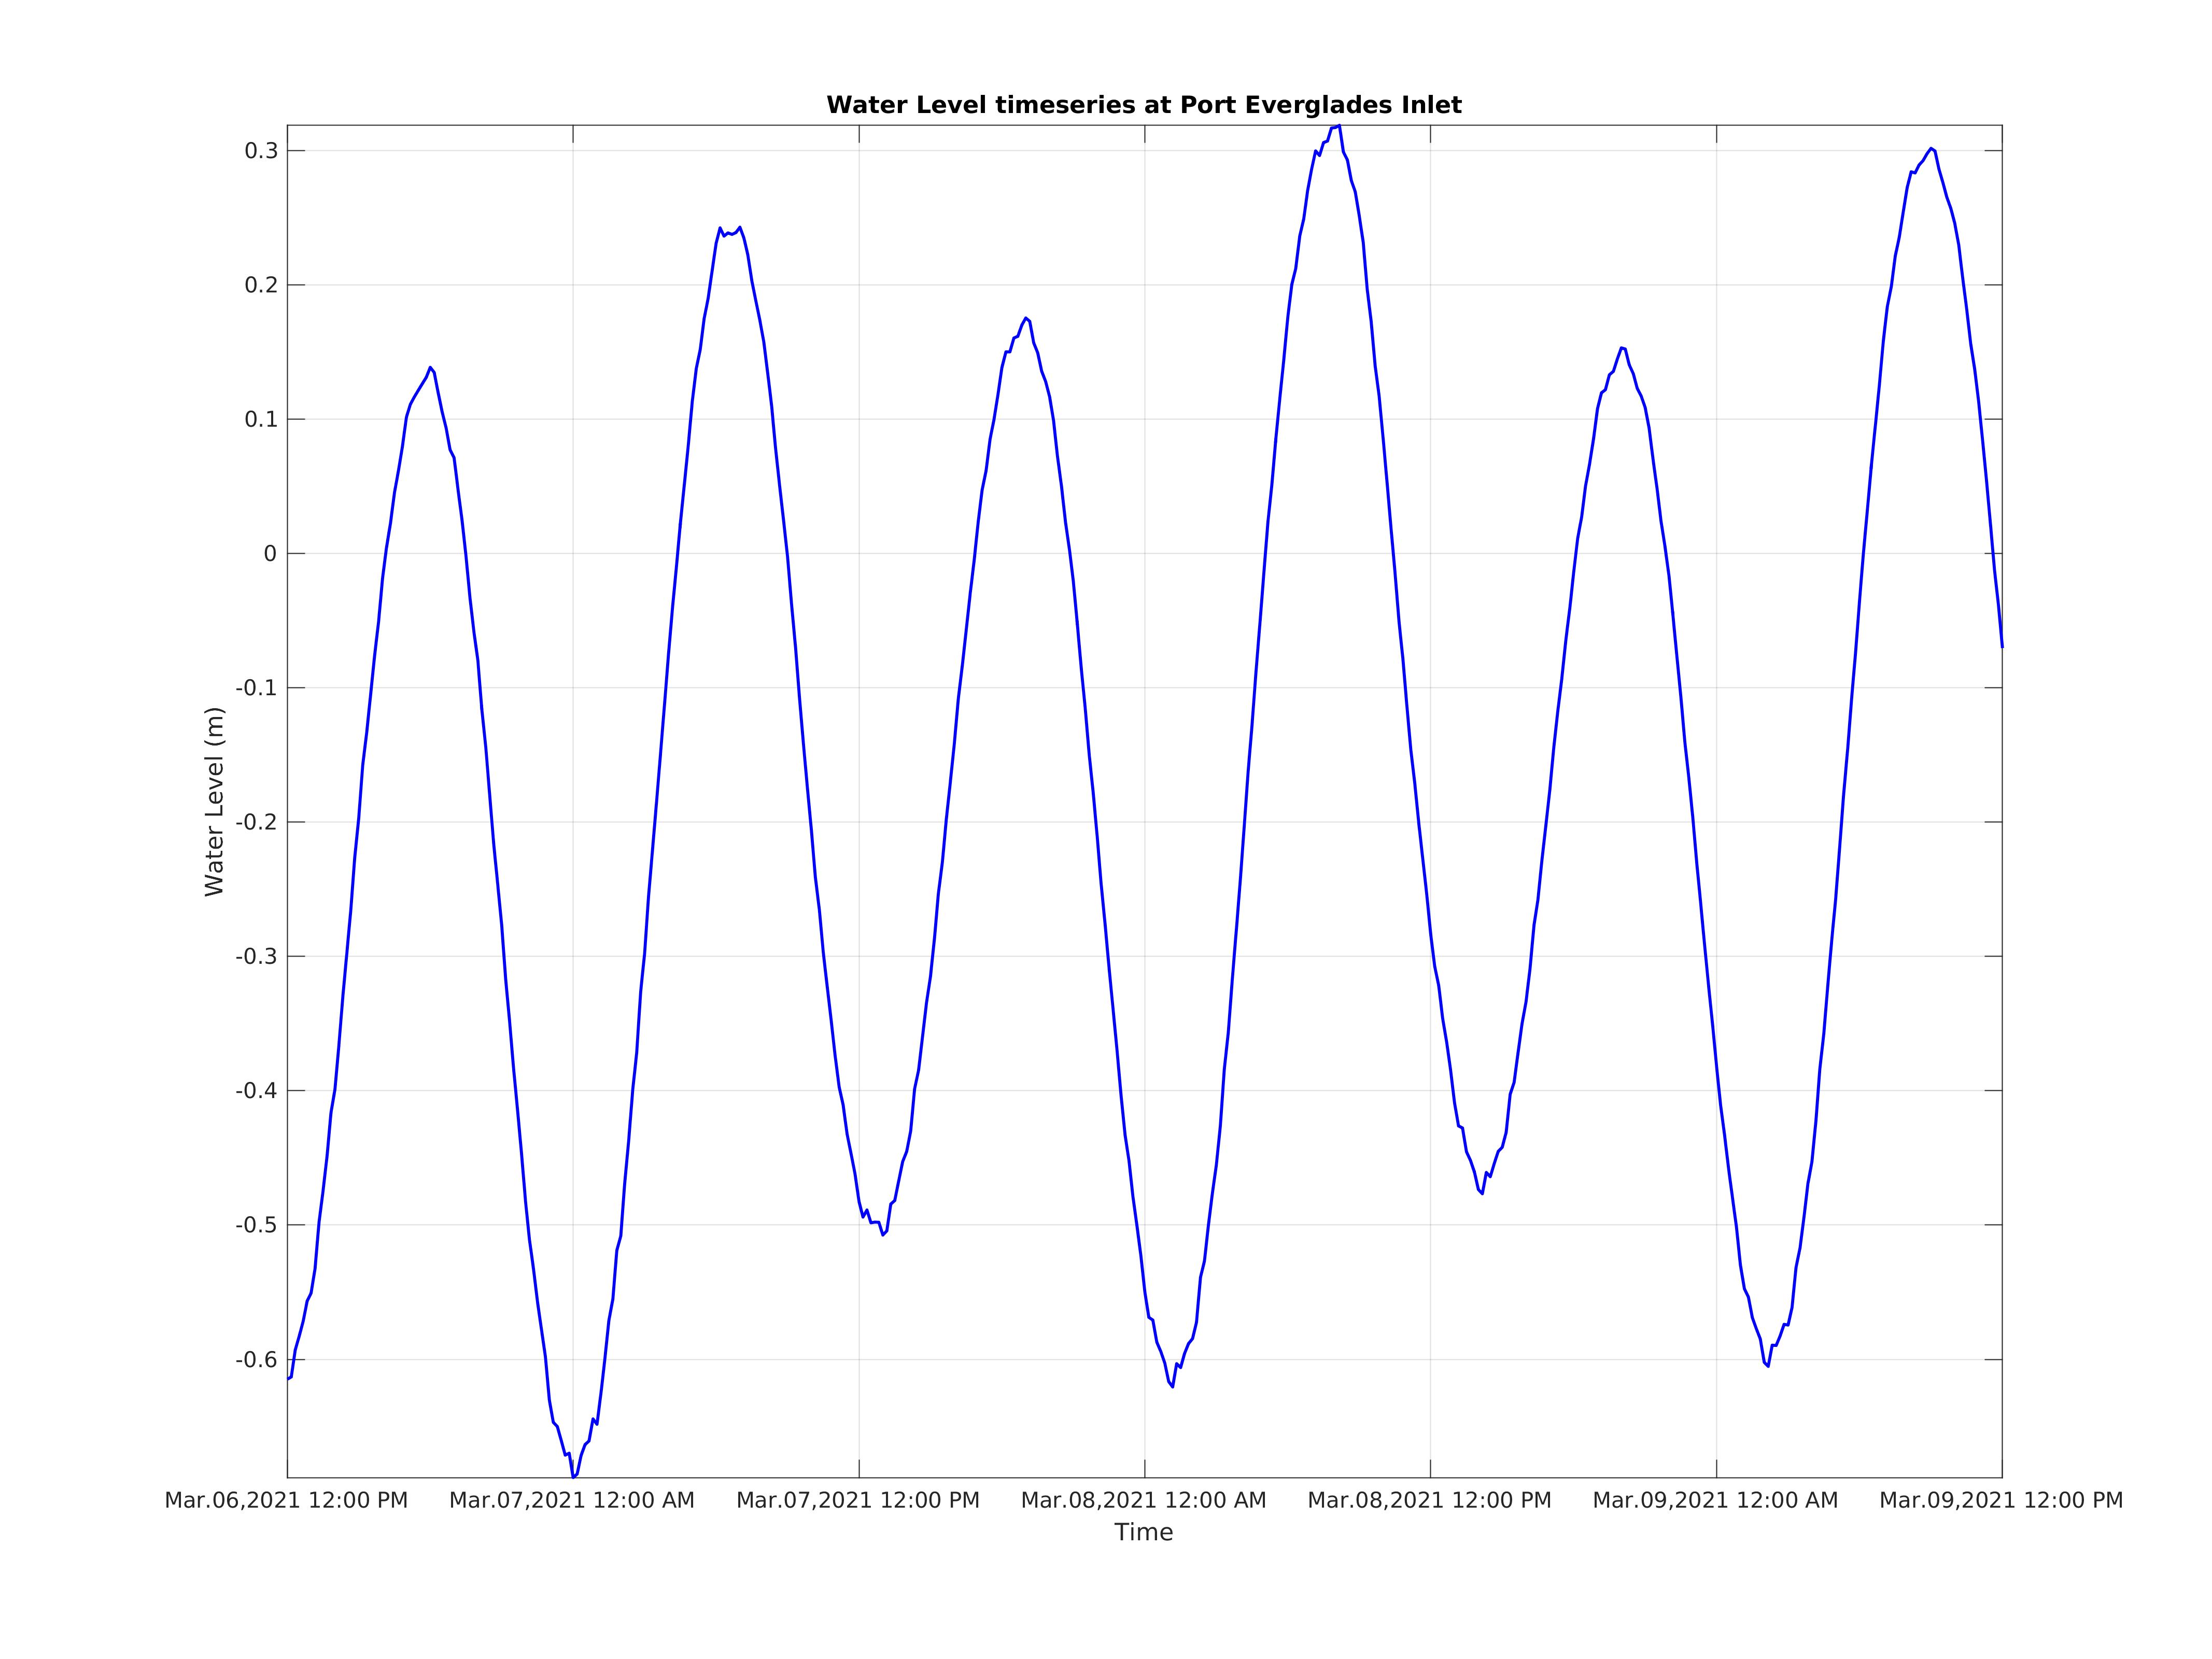 Water Level timeseries at Port Everglades Inlet
0.3
0.2
0.1
0
-0.1
-0.2
-0.3
-0.4
-0.5
-0.6
Water Level (m)
Mar.06,2021 12:00 PM Mar.07,2021 12:00 AM Mar.07,2021 12:00 PM Mar.08,2021 12:00 AM Mar.08,2021 12:00 PM Mar.09,2021 12:00 AM Mar.09,2021 12:00 PM
Time